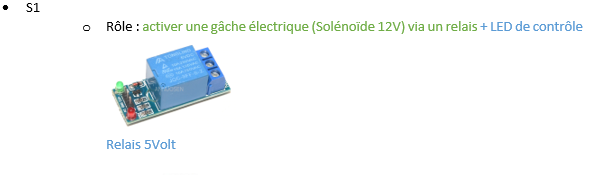 S1
Rôle : activer une gâche électrique (Solénoïde 12V) via un relais + LED de contrôle
Relais 5Volt